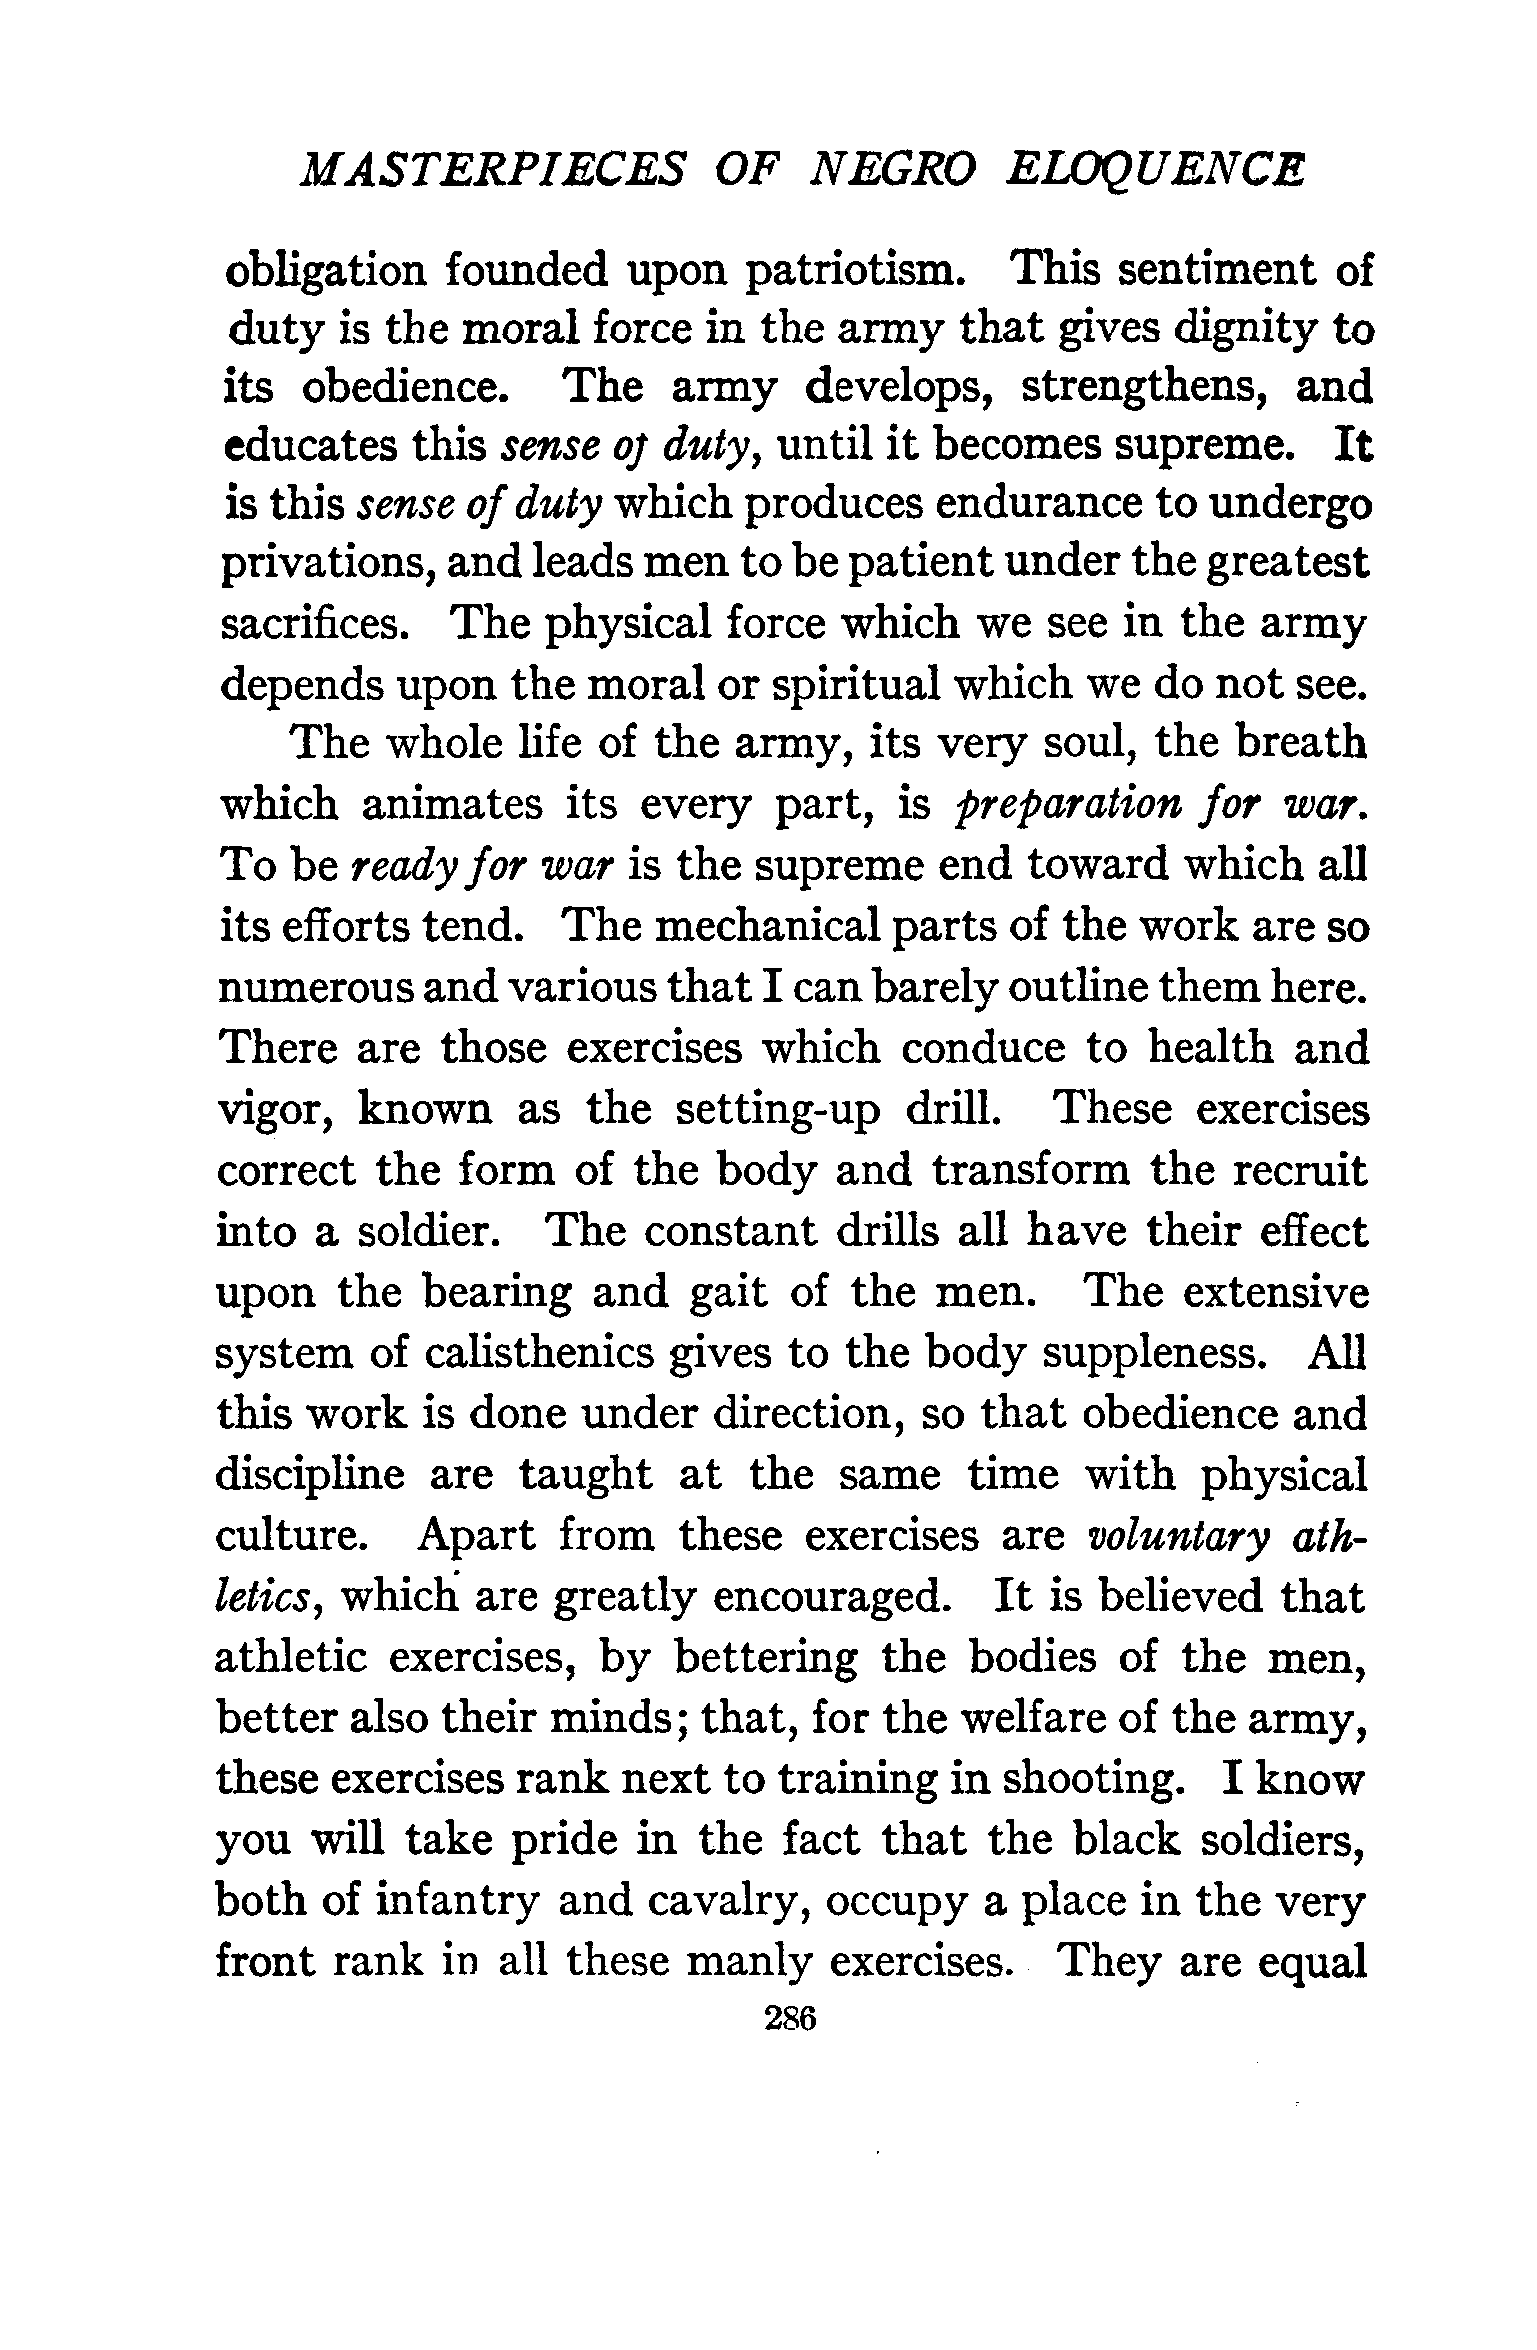 MASTERPIECES OF NEGRO ELOQUENCE
obligation founded upon patriotism. This sentiment of
duty is the moral force in the army that gives dignity to
its obedience. The army develops, strengthens, and
educates this sense of duty, until it becomes supreme. It
is this sense of duty which produces endurance to undergo
privations, and leads men to be patient under the greatest
sacrifices. The physical force which we see in the army
depends upon the moral or spiritual which we do not see.
The whole life of the army, its very soul, the breath
which animates its every part, is preparation for war.
To be ready for war is the supreme end toward which all
its efforts tend. The mechanical parts of the work are so
numerous and various that I can barely outline them here.
There are those exercises which conduce to health and
vigor, known as the setting-up drill. These exercises
correct the form of the body and transform the recruit
into a soldier. The constant drills all have their effect
upon the bearing and gait of the men. The extensive
system of calisthenics gives to the body suppleness. All
this work is done under direction, so that obedience and
discipline are taught at the same time with physical
culture. Apart from these exercises are voluntary ath-
letics, which are greatly encouraged. It is believed that
athletic exercises, by bettering the bodies of the men,
better also their minds; that, for the welfare of the army,
these exercises rank next to training in shooting. I know
you will take pride in the fact that the black soldiers,
both of infantry and cavalry, occupy a place in the very
front rank in all these manly exercises. They are equal
286